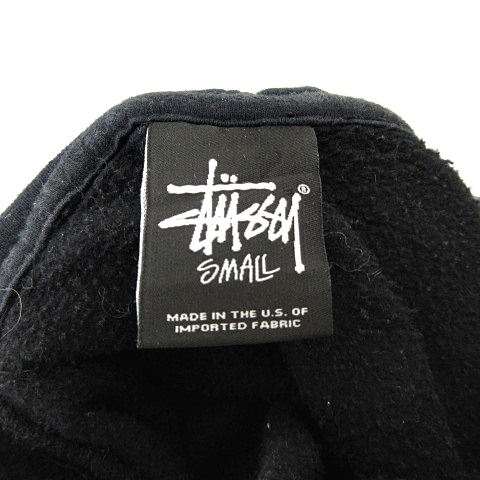 Stüssy ®
SMALL
MADE IN THE U.S. OF
IMPORTED FABRIC